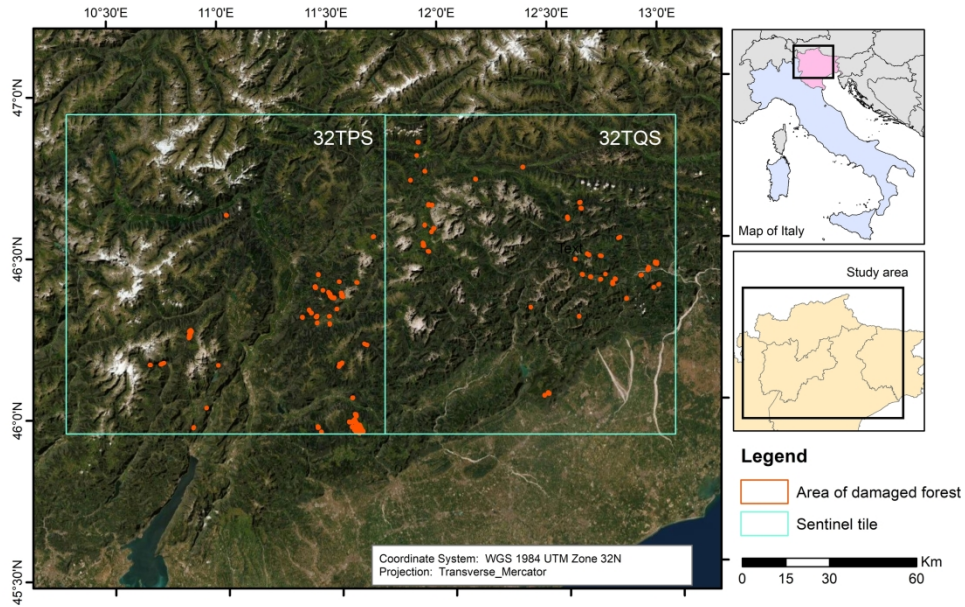 10°30'E 11°0'E 11°30'E 12°0'E 12°30'E 13°0'E
47°0'N
46°30'N
46°0'N
45°30'N
32TPS
32TQS
Text
Coordinate System: WGS 1984 UTM Zone 32N
Projection: Transverse_Mercator
Map of Italy
Study area
Legend
Area of damaged forest
Sentinel tile
Km
0 15 30 60